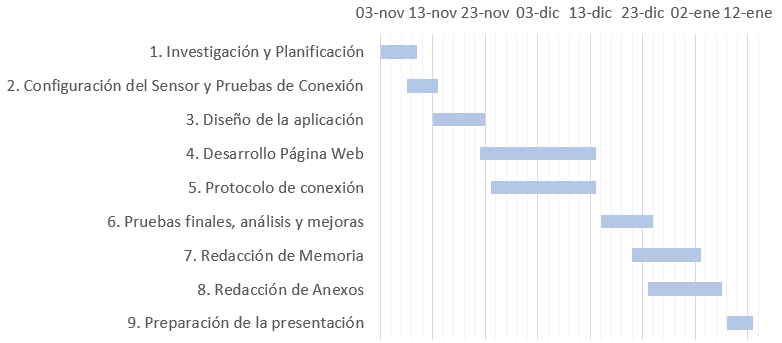 03-nov 13-nov 23-nov 03-dic 13-dic 23-dic 02-ene 12-ene
1. Investigación y Planificación
2. Configuración del Sensor y Pruebas de Conexión
3. Diseño de la aplicación
4. Desarrollo Página Web
5. Protocolo de conexión
6. Pruebas finales, análisis y mejoras
7. Redacción de Memoria
8. Redacción de Anexos
9. Preparación de la presentación